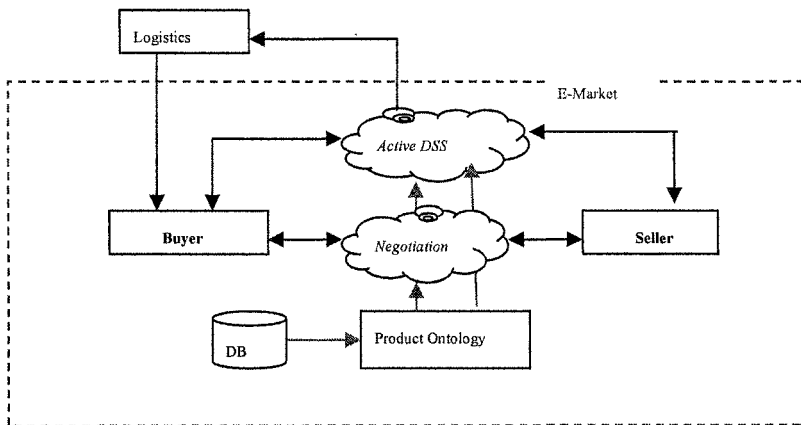 Logistics
E-Market
Active DSS
Buyer
Negotiation
Seller
DB
Product Ontology